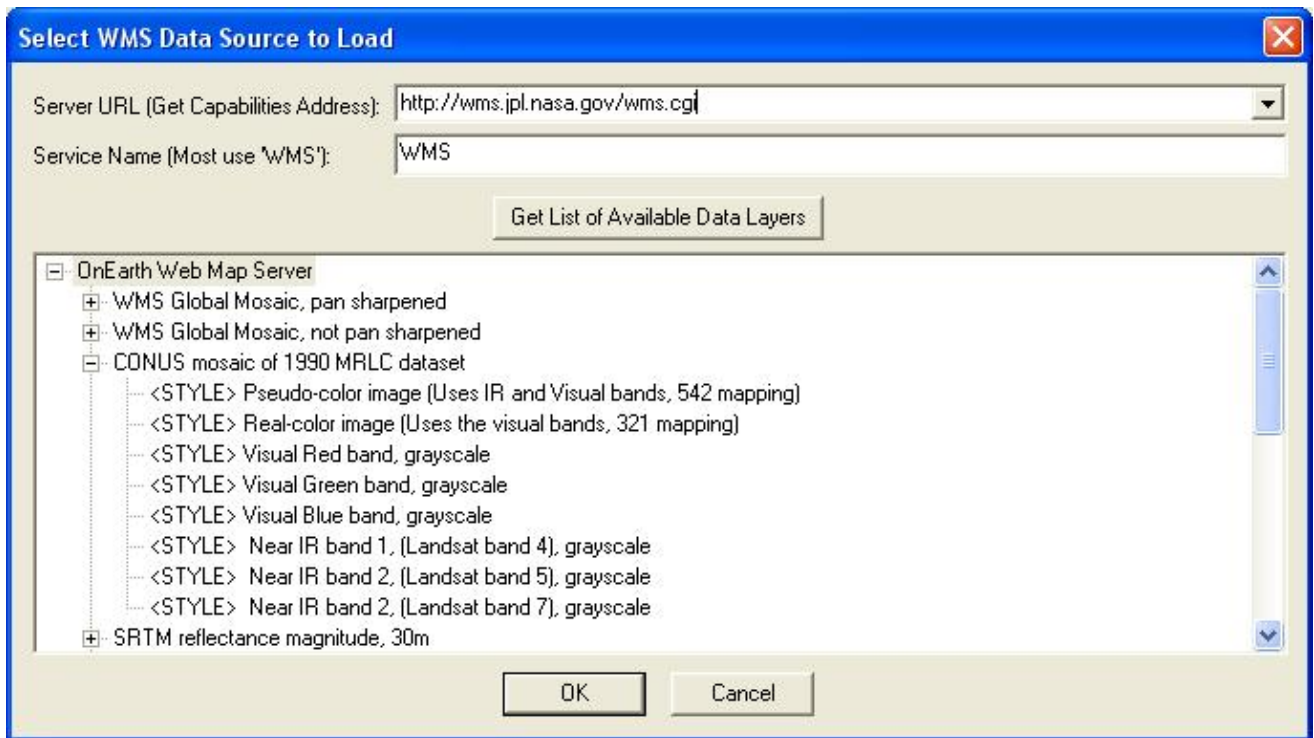 Select WMS Data Source to Load
Server URL (Get Capabilities Address): http://wms.jpl.nasa.gov/wms.cgi
Service Name (Most use 'WMS'): WMS
Get List of Available Data Layers
OnEarth Web Map Server
WMS Global Mosaic, pan sharpened
WMS Global Mosaic, not pan sharpened
CONUS mosaic of 1990 MRLC dataset
<STYLE> Pseudo-color image (Uses IR and Visual bands, 542 mapping)
<STYLE> Real-color image (Uses the visual bands, 321 mapping)
<STYLE> Visual Red band, grayscale
<STYLE> Visual Green band, grayscale
<STYLE> Visual Blue band, grayscale
<STYLE> Near IR band 1, (Landsat band 4), grayscale
<STYLE> Near IR band 2, (Landsat band 5), grayscale
<STYLE> Near IR band 2, (Landsat band 7), grayscale
SRTM reflectance magnitude, 30m
OK Cancel